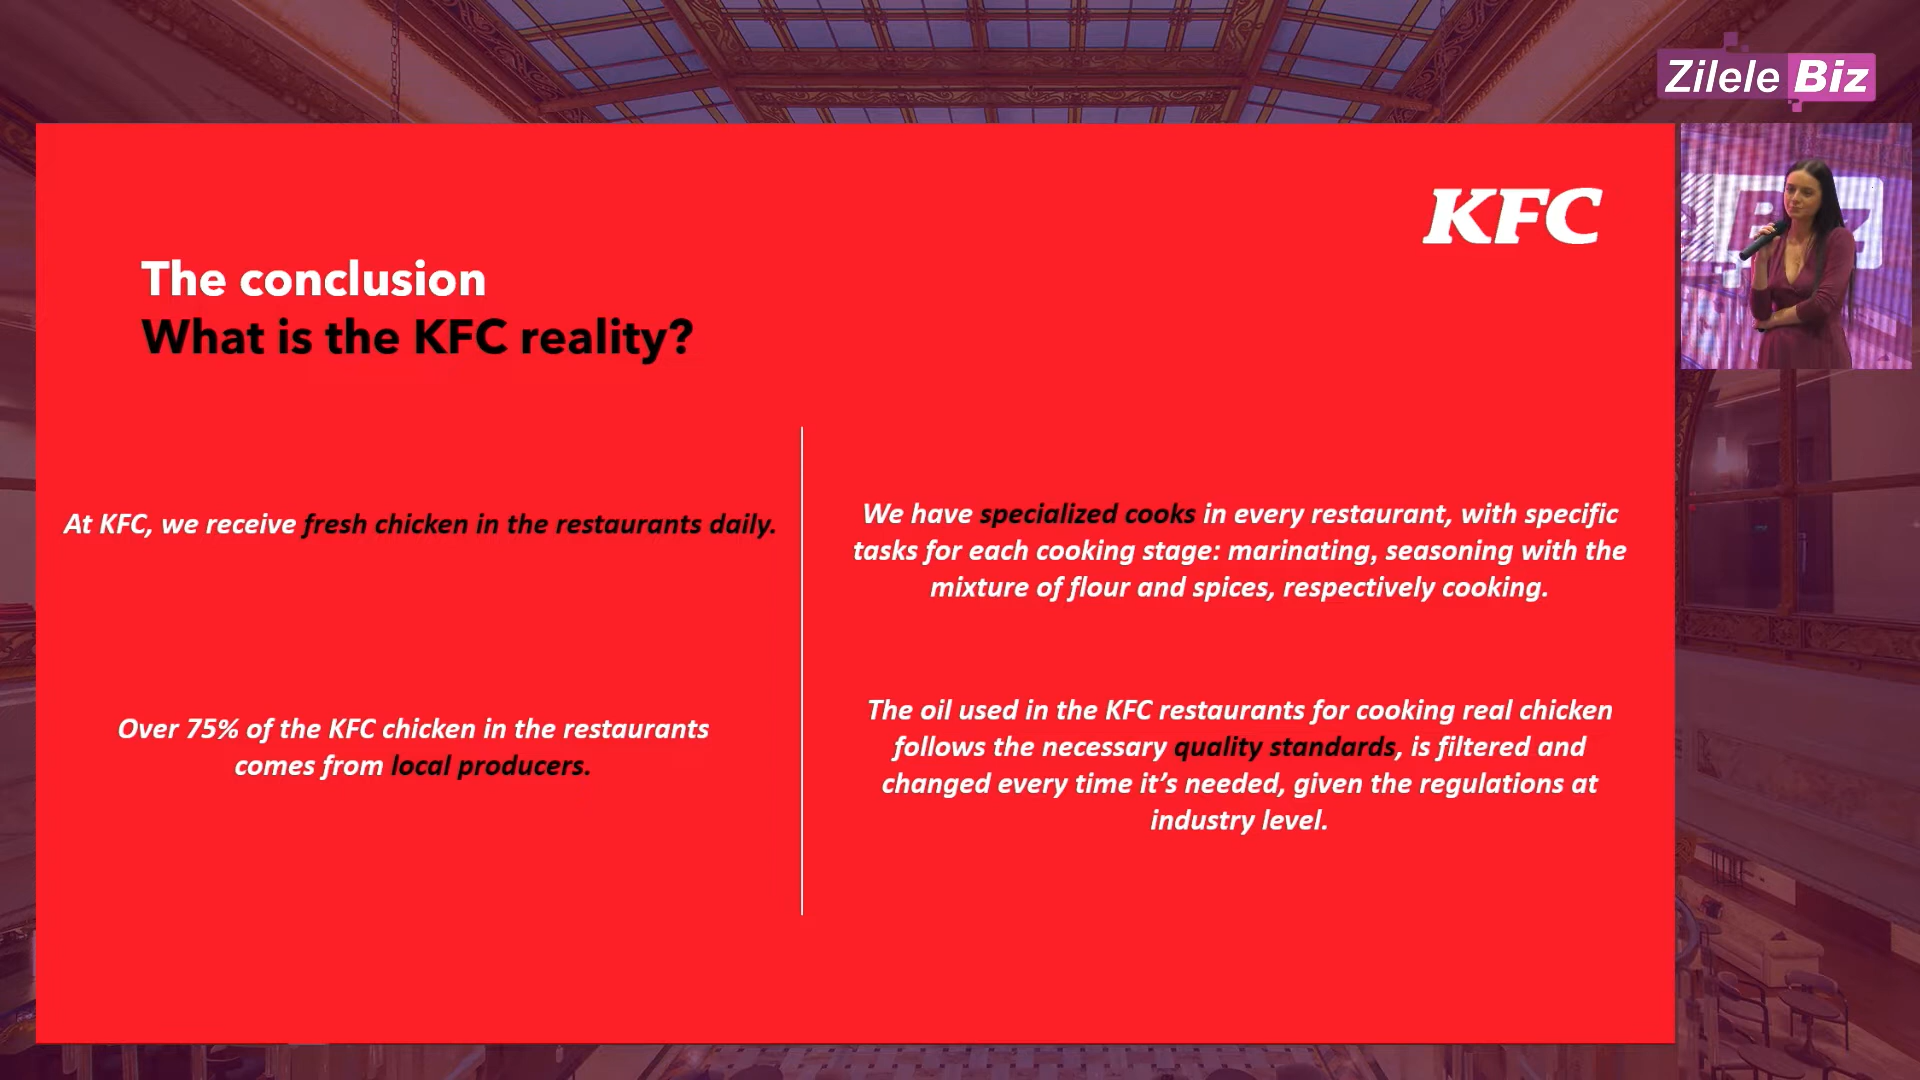 Zilele Biz
KFC
The conclusion
What is the KFC reality?
At KFC, we receive fresh chicken in the restaurants daily.
Over 75% of the KFC chicken in the restaurants
comes from local producers.
We have specialized cooks in every restaurant, with specific
tasks for each cooking stage: marinating, seasoning with the
mixture of flour and spices, respectively cooking.
The oil used in the KFC restaurants for cooking real chicken
follows the necessary quality standards, is filtered and
changed every time it’s needed, given the regulations at
industry level.